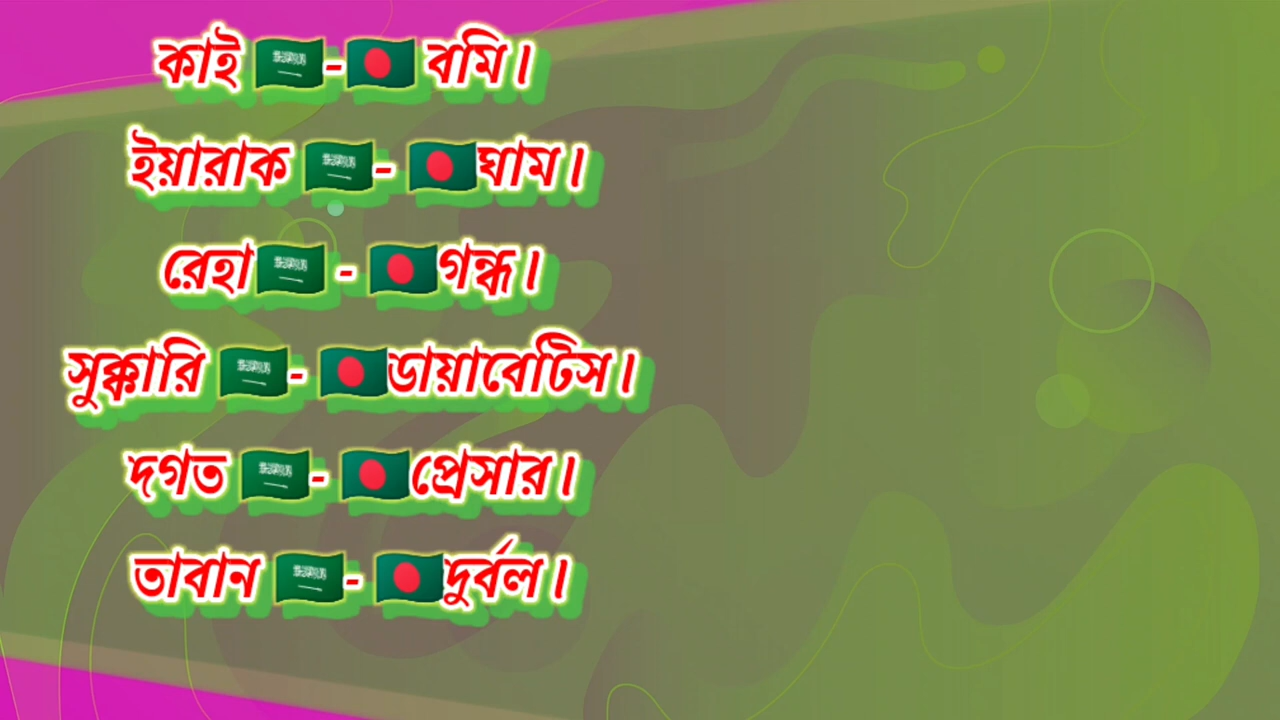 কাই 🇸🇦-🇧🇩 বমি।
ইয়ারাক 🇸🇦- 🇧🇩ঘাম।
রেহা🇸🇦 - 🇧🇩গন্ধ।
সুক্কারি 🇸🇦- 🇧🇩ডায়াবেটিস।
দগত 🇸🇦- 🇧🇩প্রেসার।
তাবান 🇸🇦- 🇧🇩দুর্বল।